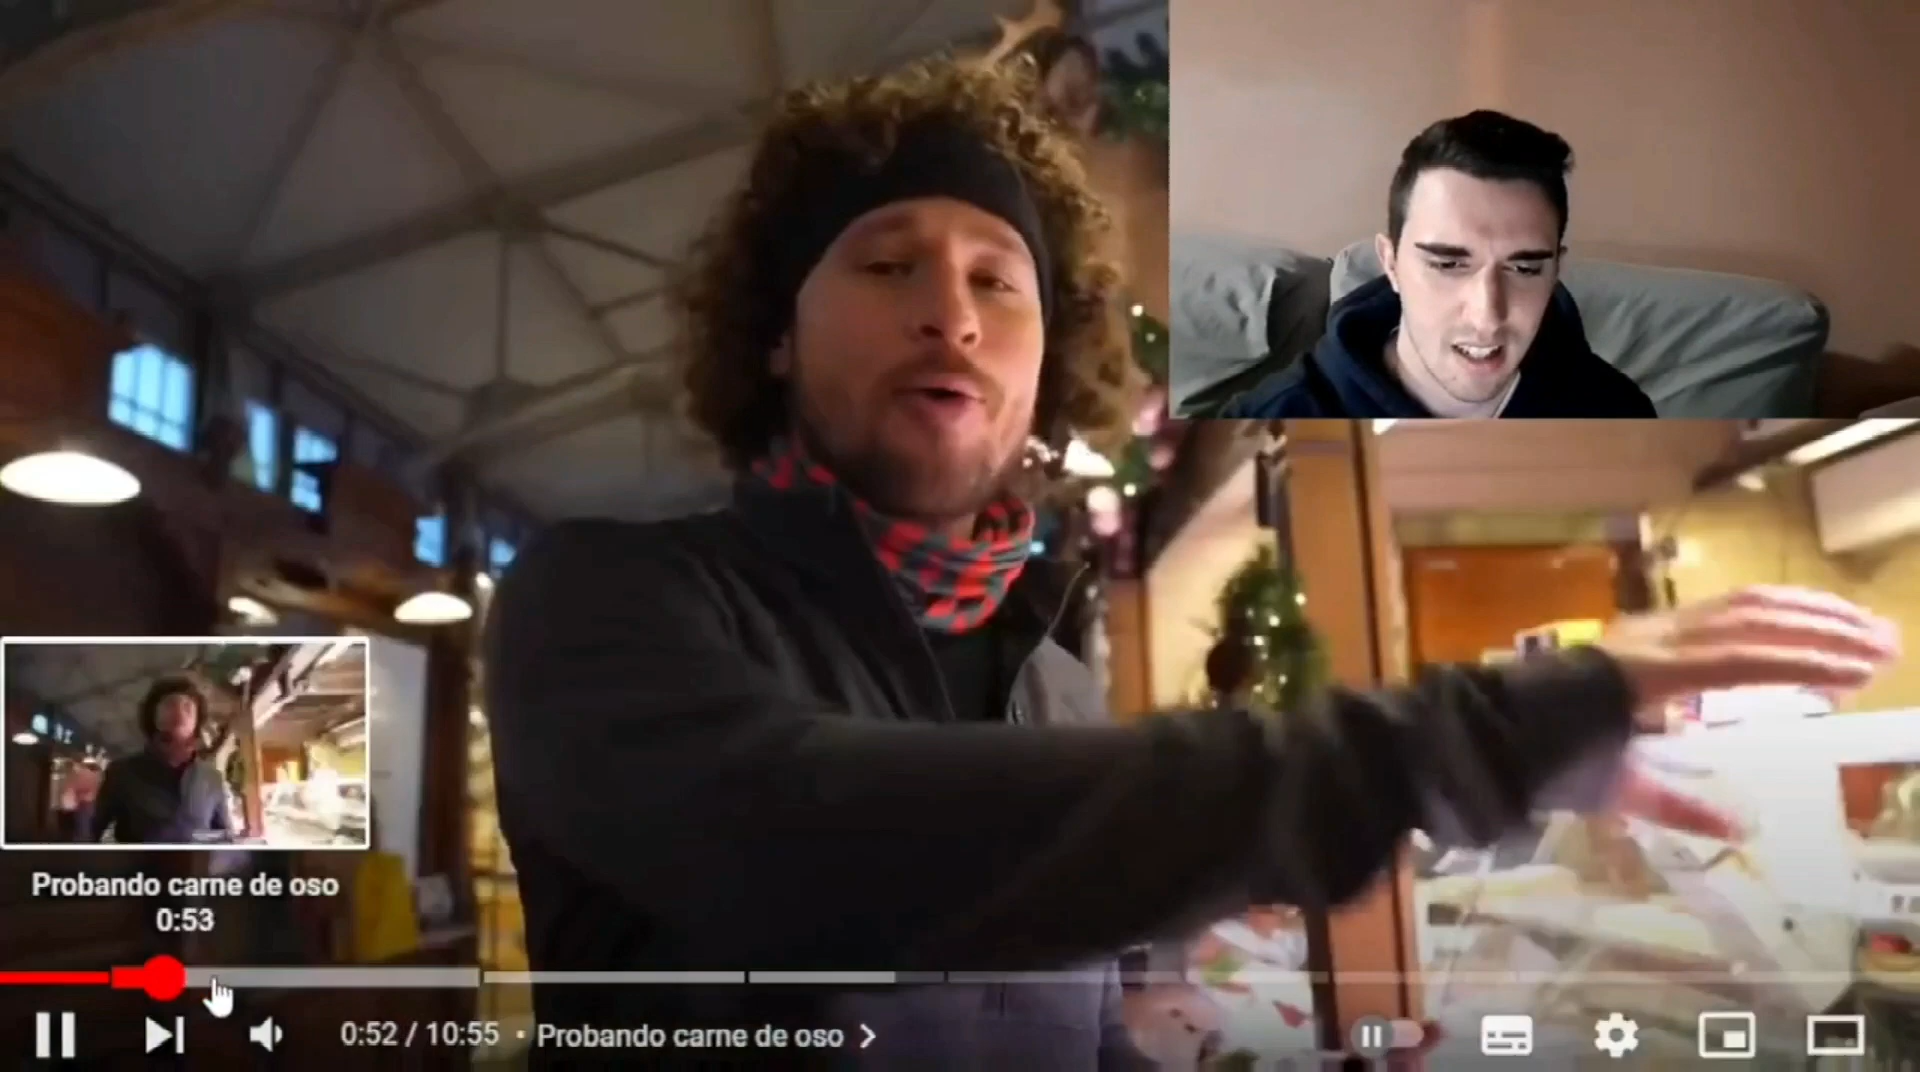 Probando carne de oso
0:53
0:52 / 10:55 • Probando carne de oso >